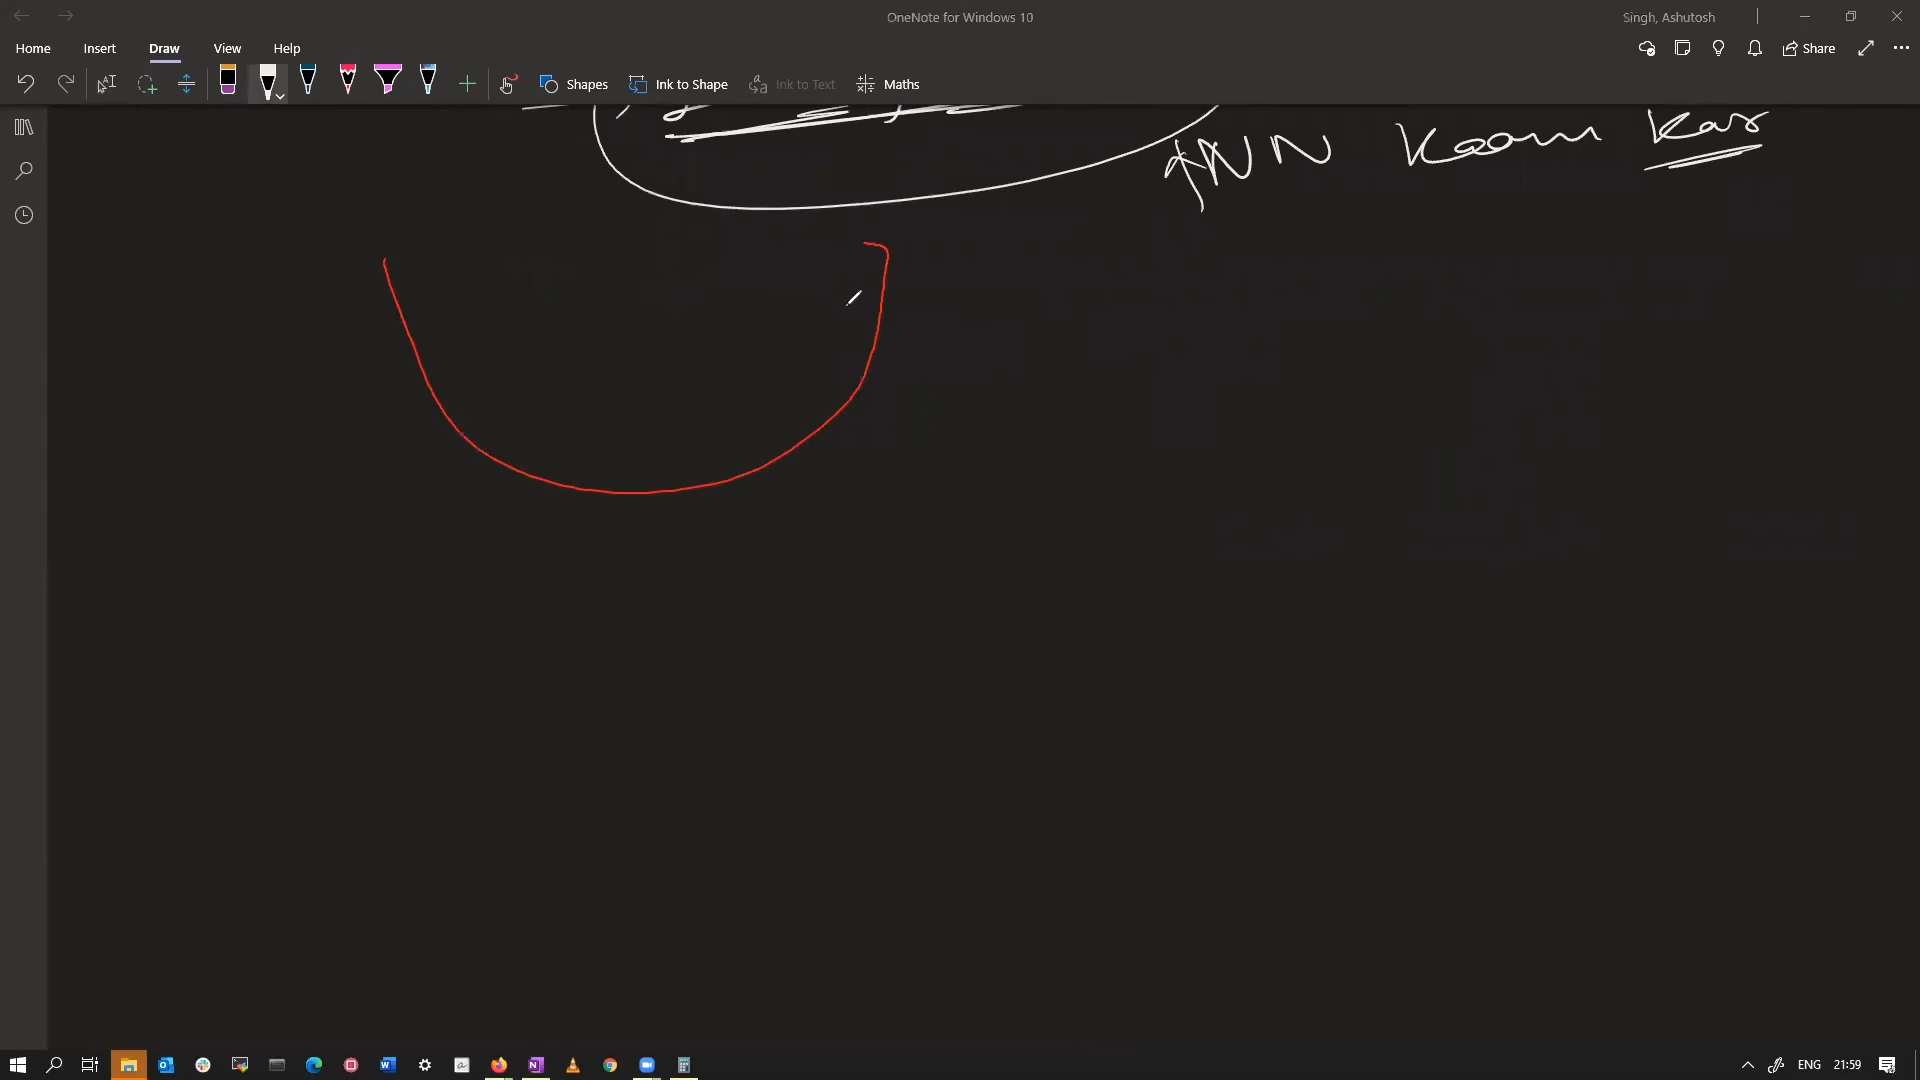 OneNote for Windows 10
Singh, Ashutosh
Home Insert Draw View Help
Share
Shapes Ink to Shape Ink to Text Maths
NN Kaam Kar
ENG 21:59